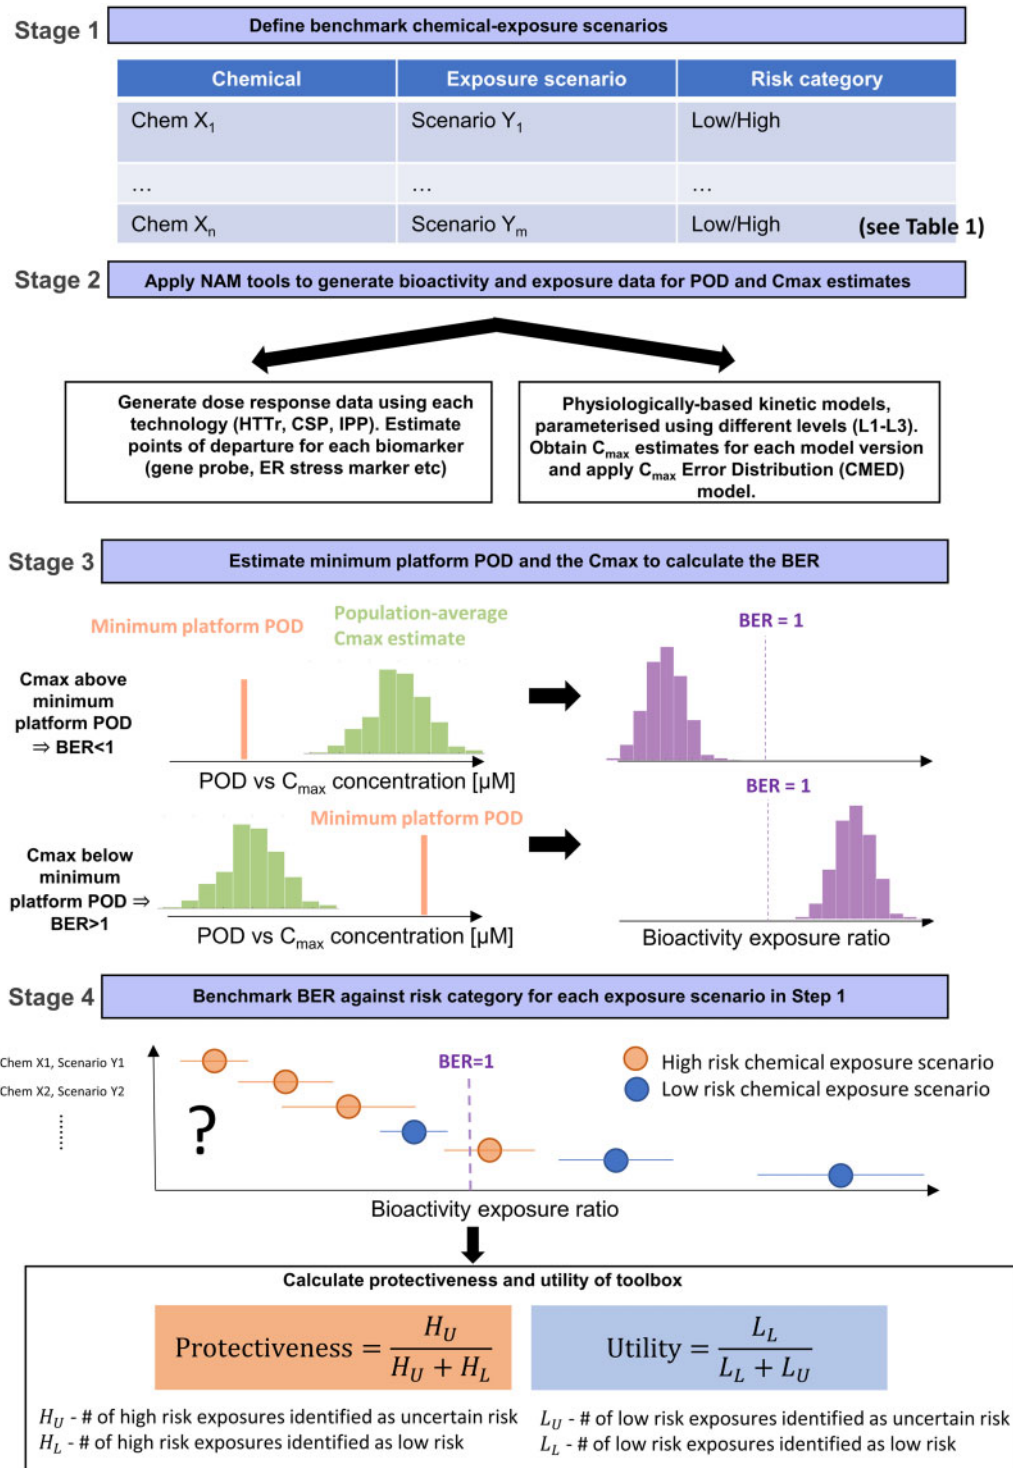 Stage 1
Define benchmark chemical-exposure scenarios
Chemical
Exposure scenario
Risk category
Chem X1
Scenario Y1
Low/High
...
...
...
Chem Xn
Scenario Ym
Low/High
(see Table 1)
Stage 2
Apply NAM tools to generate bioactivity and exposure data for POD and Cmax estimates
Generate dose response data using each
technology (HTTr, CSP, IPP). Estimate
points of departure for each biomarker
(gene probe, ER stress marker etc)
Physiologically-based kinetic models,
parameterised using different levels (L1-L3).
Obtain Cmax estimates for each model version
and apply Cmax Error Distribution (CMED)
model.
Stage 3
Estimate minimum platform POD and the Cmax to calculate the BER
Cmax above
minimum
platform POD
⇒ BER<1
Minimum platform POD
Population-average
Cmax estimate
POD vs Cmax concentration [µM]
BER = 1
Cmax below
minimum
platform POD ⇒
BER>1
Minimum platform POD
POD vs Cmax concentration [µM]
BER = 1
Bioactivity exposure ratio
Stage 4
Benchmark BER against risk category for each exposure scenario in Step 1
Chem X1, Scenario Y1
Chem X2, Scenario Y2
.......
?
BER=1
High risk chemical exposure scenario
Low risk chemical exposure scenario
Bioactivity exposure ratio
Calculate protectiveness and utility of toolbox
Protectiveness = HU / (HU + HL)
Utility = LL / (LL + LU)
HU - # of high risk exposures identified as uncertain risk
HL - # of high risk exposures identified as low risk
LU - # of low risk exposures identified as uncertain risk
LL - # of low risk exposures identified as low risk